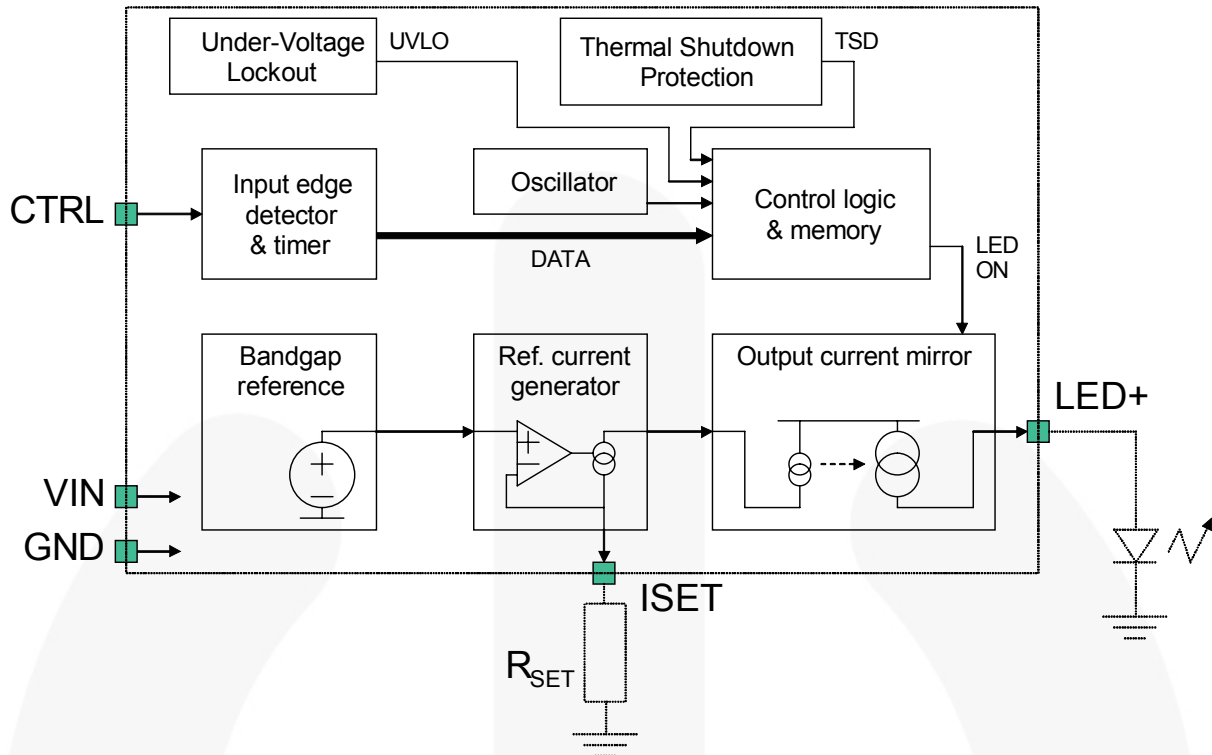 Under-Voltage
Lockout
UVLO
Thermal Shutdown
Protection
TSD
CTRL
Input edge
detector
& timer
Oscillator
DATA
Control logic
& memory
LED
ON
Bandgap
reference
+
−
Ref. current
generator
+
−
Output current mirror
LED+
VIN
GND
ISET
RSET